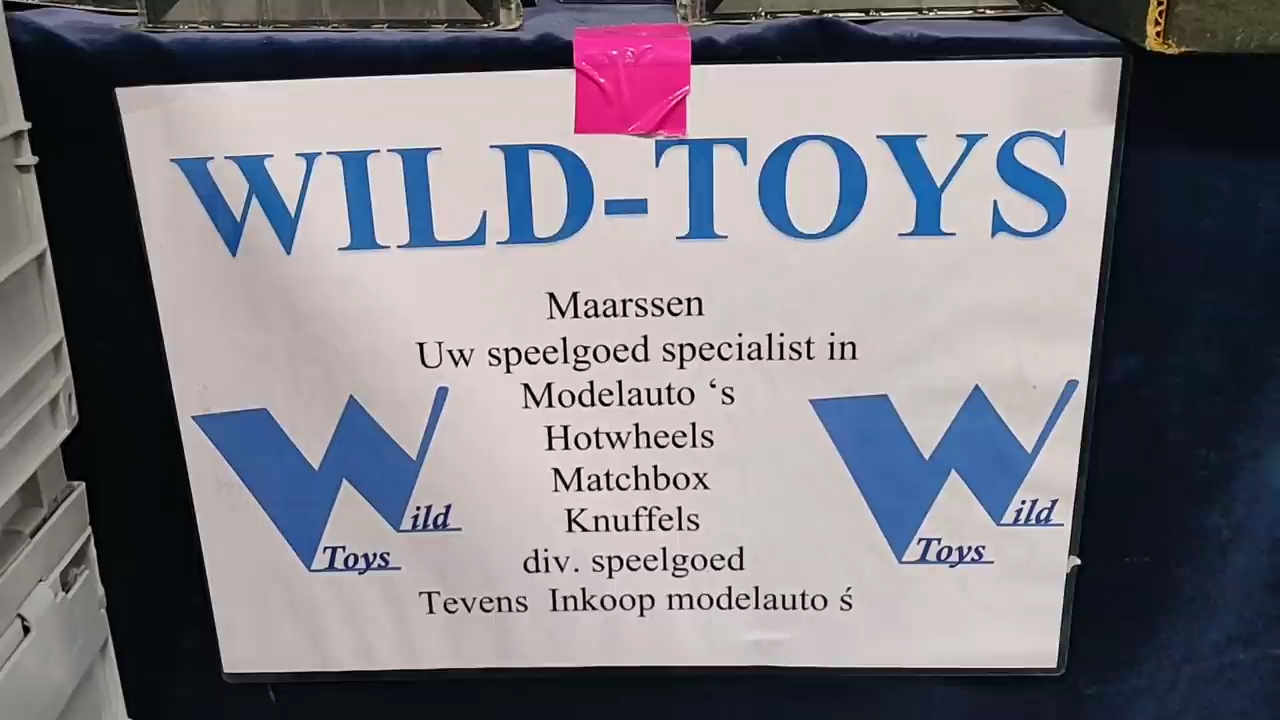 WILD-TOYS
Maarssen
Uw speelgoed specialist in
Modelauto ‘s
Hotwheels
Matchbox
Knuffels
div. speelgoed
Tevens Inkoop modelauto ś
Wild
Toys
Wild
Toys